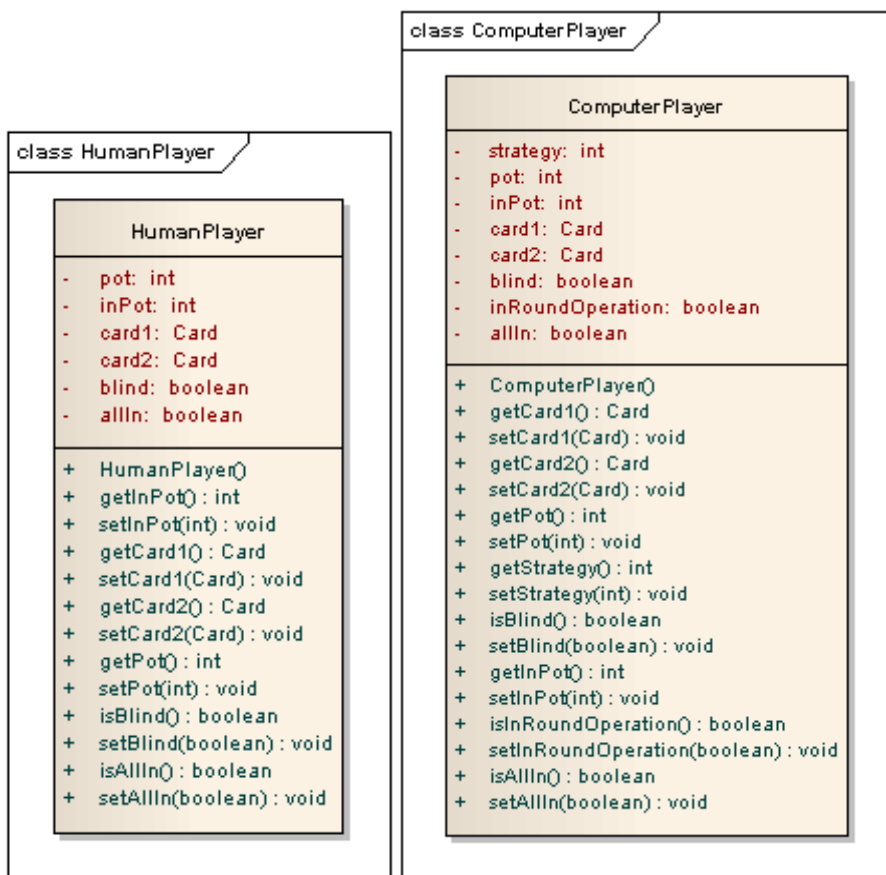 class HumanPlayer
HumanPlayer
- pot: int
- inPot: int
- card1: Card
- card2: Card
- blind: boolean
- allIn: boolean
+ HumanPlayer()
+ getInPot() : int
+ setInPot(int) : void
+ getCard1() : Card
+ setCard1(Card) : void
+ getCard2() : Card
+ setCard2(Card) : void
+ getPot() : int
+ setPot(int) : void
+ isBlind() : boolean
+ setBlind(boolean) : void
+ isAllIn() : boolean
+ setAllIn(boolean) : void
class ComputerPlayer
ComputerPlayer
- strategy: int
- pot: int
- inPot: int
- card1: Card
- card2: Card
- blind: boolean
- inRoundOperation: boolean
- allIn: boolean
+ ComputerPlayer()
+ getCard1() : Card
+ setCard1(Card) : void
+ getCard2() : Card
+ setCard2(Card) : void
+ getPot() : int
+ setPot(int) : void
+ getStrategy() : int
+ setStrategy(int) : void
+ isBlind() : boolean
+ setBlind(boolean) : void
+ getInPot() : int
+ setInPot(int) : void
+ isInRoundOperation() : boolean
+ setInRoundOperation(boolean) : void
+ isAllIn() : boolean
+ setAllIn(boolean) : void